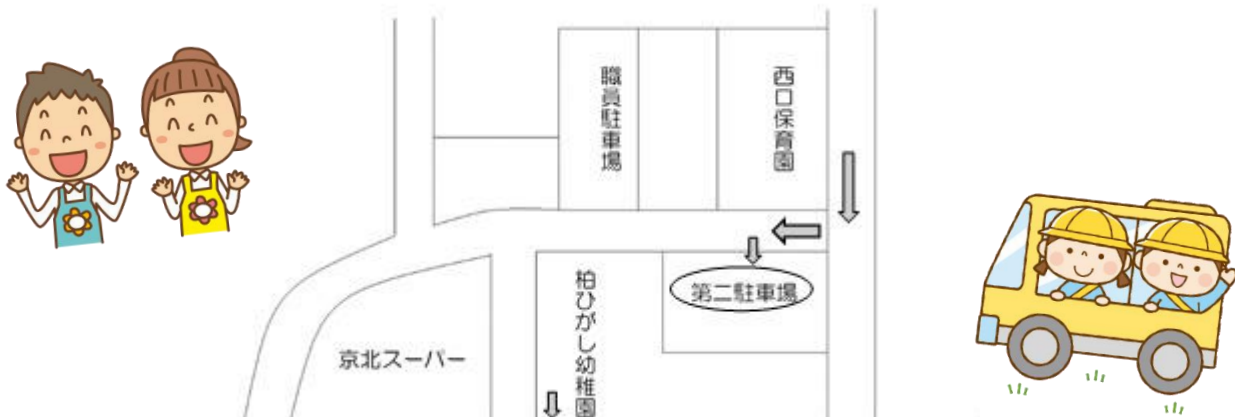 職員駐車場
西口保育園
第二駐車場
柏ひがし幼稚園
京北スーパー